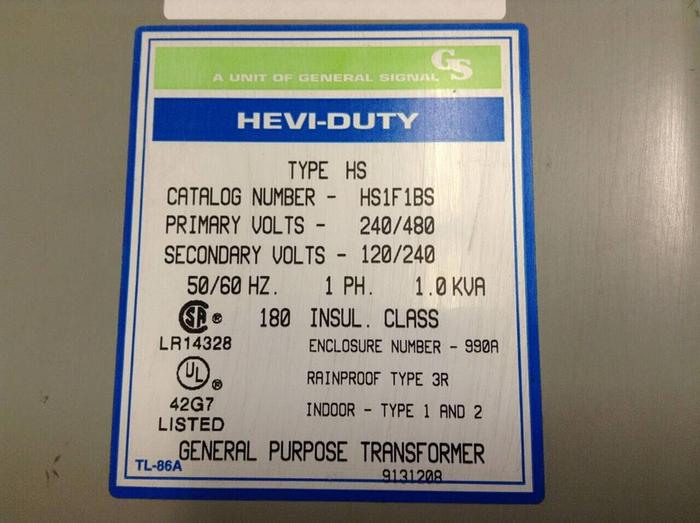 GS
A UNIT OF GENERAL SIGNAL
HEVI-DUTY
TYPE HS
CATALOG NUMBER - HS1F1BS
PRIMARY VOLTS - 240/480
SECONDARY VOLTS - 120/240
50/60 HZ. 1 PH. 1.0 KVA
SA ® 180 INSUL. CLASS
LR14328 ENCLOSURE NUMBER - 990A
UL ® RAINPROOF TYPE 3R
42G7 INDOOR - TYPE 1 AND 2
LISTED
GENERAL PURPOSE TRANSFORMER
TL-86A 9131208